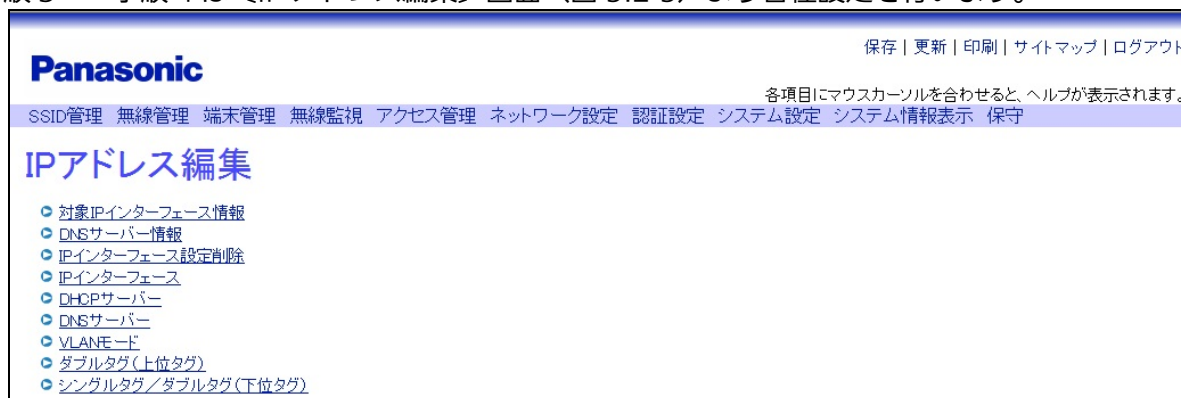 保存 | 更新 | 印刷 | サイトマップ | ログアウト
Panasonic
各項目にマウスカーソルを合わせると、ヘルプが表示されます。
SSID管理 無線管理 端末管理 無線監視 アクセス管理 ネットワーク設定 認証設定 システム設定 システム情報表示 保守
IPアドレス編集
対象IPインターフェース情報
DNSサーバー情報
IPインターフェース設定削除
IPインターフェース
DHCPサーバー
DNSサーバー
VLANモード
ダブルタグ(上位タグ)
シングルタグ/ダブルタグ(下位タグ)